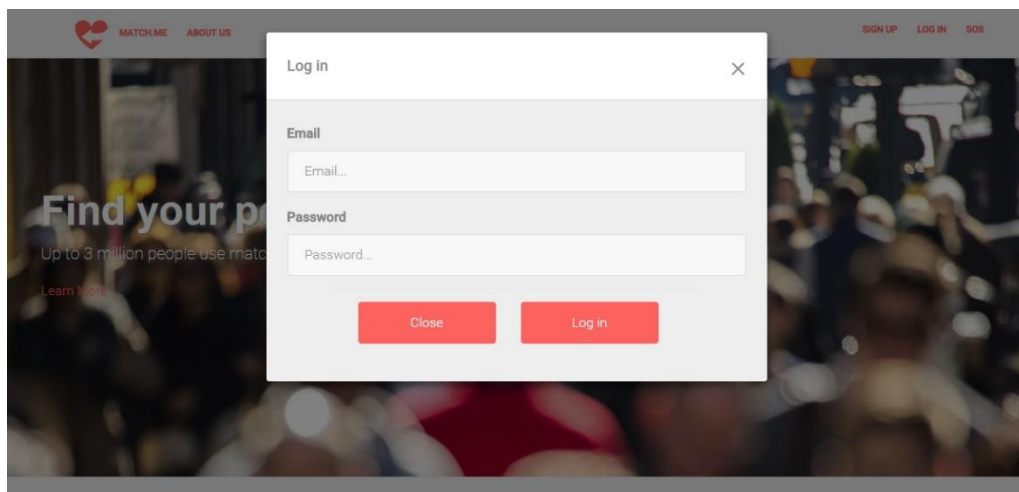 MATCH.ME ABOUT US
SIGN UP LOG IN SOS
Log in
Email
Email...
Password
Password...
Close Log in
Find your
Up to 3 million people use
Learn More